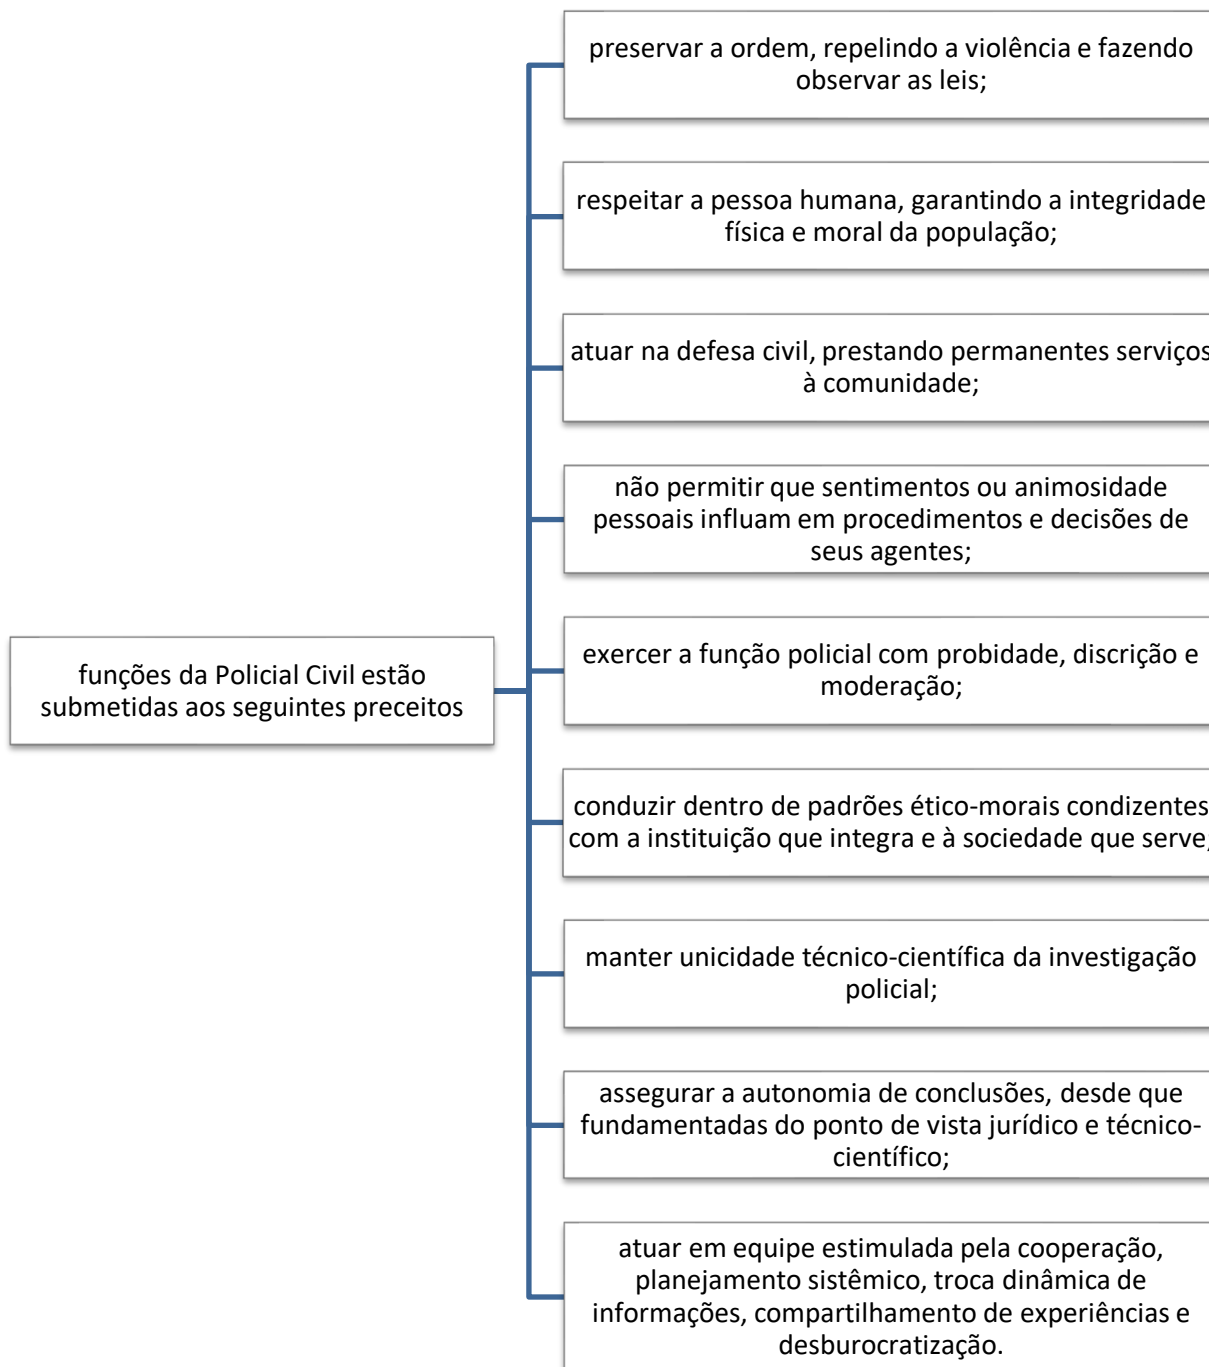 preservar a ordem, repelindo a violência e fazendo
observar as leis;
respeitar a pessoa humana, garantindo a integridade
física e moral da população;
atuar na defesa civil, prestando permanentes serviços
à comunidade;
não permitir que sentimentos ou animosidade
pessoais influam em procedimentos e decisões de
seus agentes;
funções da Policial Civil estão
submetidas aos seguintes preceitos
exercer a função policial com probidade, discrição e
moderação;
conduzir dentro de padrões ético-morais condizentes
com a instituição que integra e à sociedade que serve;
manter unicidade técnico-científica da investigação
policial;
assegurar a autonomia de conclusões, desde que
fundamentadas do ponto de vista jurídico e técnico-
científico;
atuar em equipe estimulada pela cooperação,
planejamento sistêmico, troca dinâmica de
informações, compartilhamento de experiências e
desburocratização.